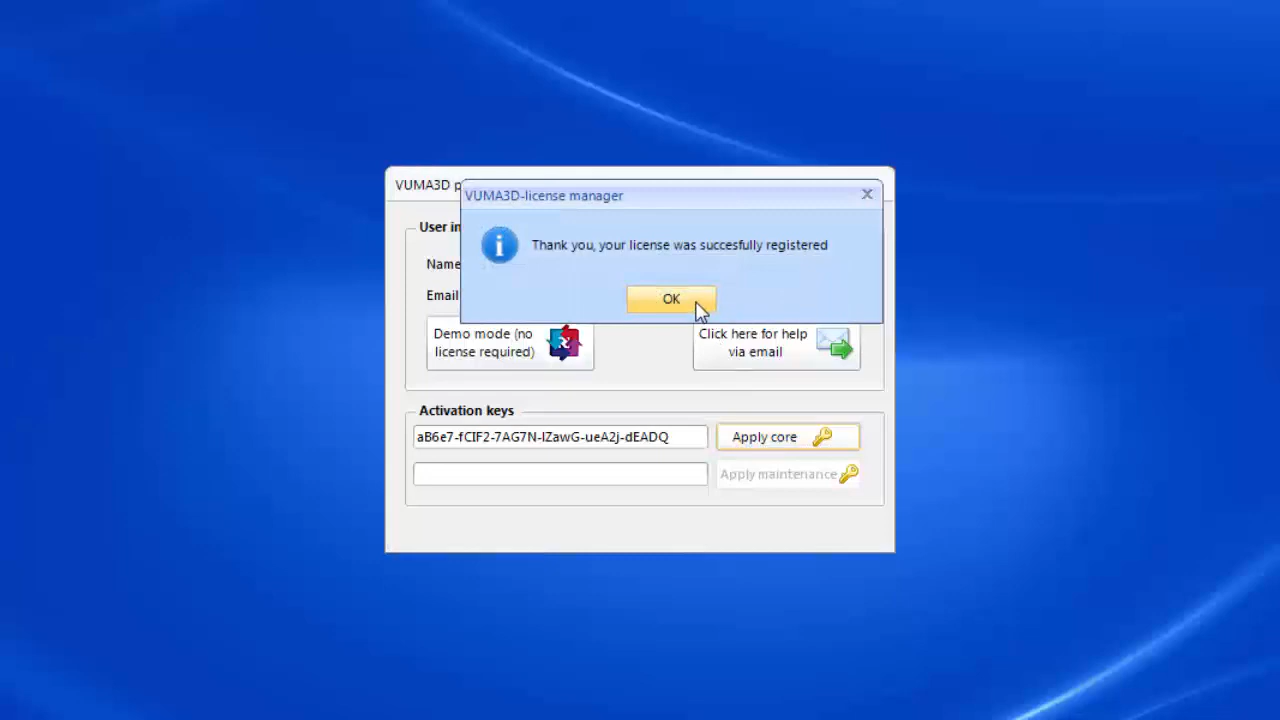 VUMA3D p
VUMA3D-license manager
User in
Thank you, your license was succesfully registered
Name
Email
OK
Demo mode (no
license required)
Click here for help
via email
Activation keys
aB6e7-fCIF2-7AG7N-IZawG-ueA2j-dEADQ
Apply core
Apply maintenance